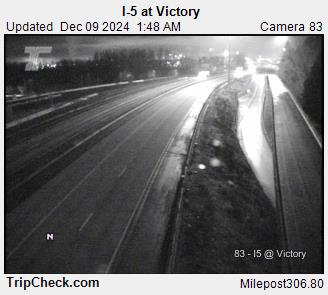 I-5 at Victory
Updated Dec 09 2024 1:48 AM Camera 83
T
N
83 - I5 @ Victory
TripCheck.com Milepost306.80